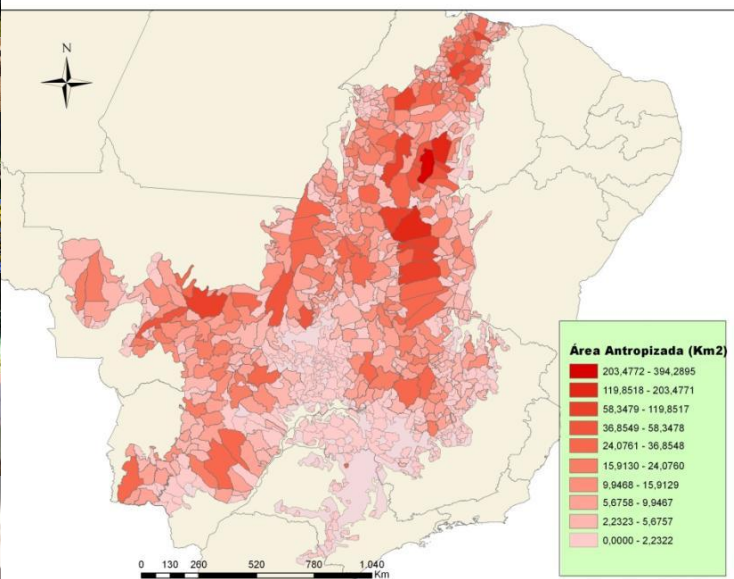 N
Área Antropizada (Km2)
203,4772 - 394,2895
119,8518 - 203,4771
58,3479 - 119,8517
36,8549 - 58,3478
24,0761 - 36,8548
15,9130 - 24,0760
9,9468 - 15,9129
5,6758 - 9,9467
2,2323 - 5,6757
0,0000 - 2,2322
0 130 260 520 780 1.040
Km